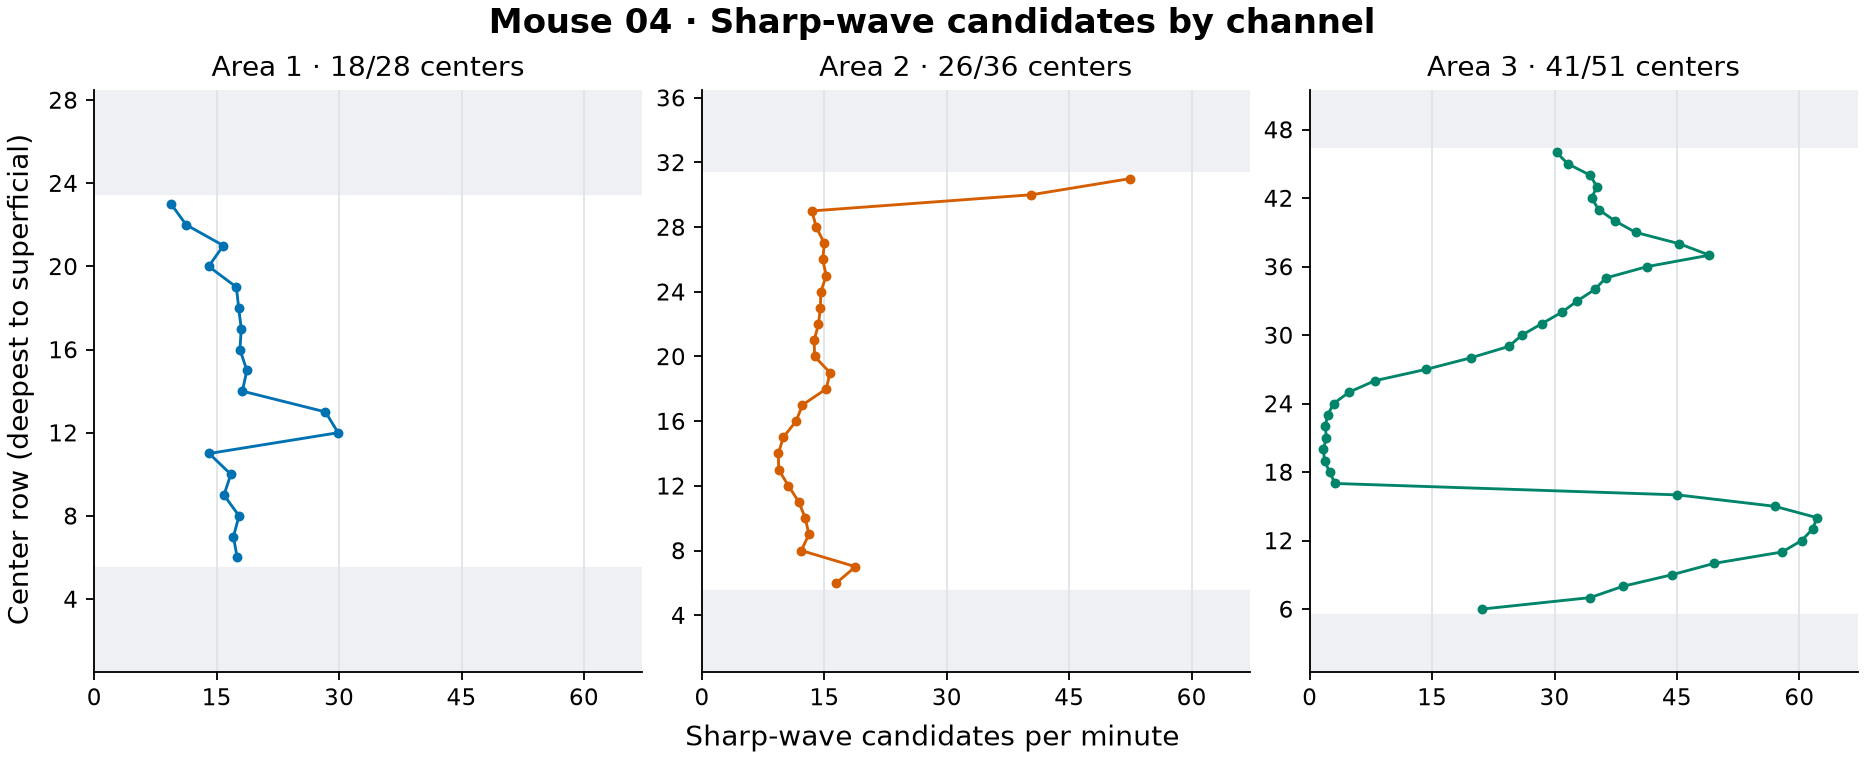 Mouse 04 · Sharp-wave candidates by channel
Area 1 · 18/28 centers
Area 2 · 26/36 centers
Area 3 · 41/51 centers
Center row (deepest to superficial)
28
24
20
16
12
8
4
0 15 30 45 60
36
32
28
24
20
16
12
8
4
0 15 30 45 60
48
42
36
30
24
18
12
6
0 15 30 45 60
Sharp-wave candidates per minute